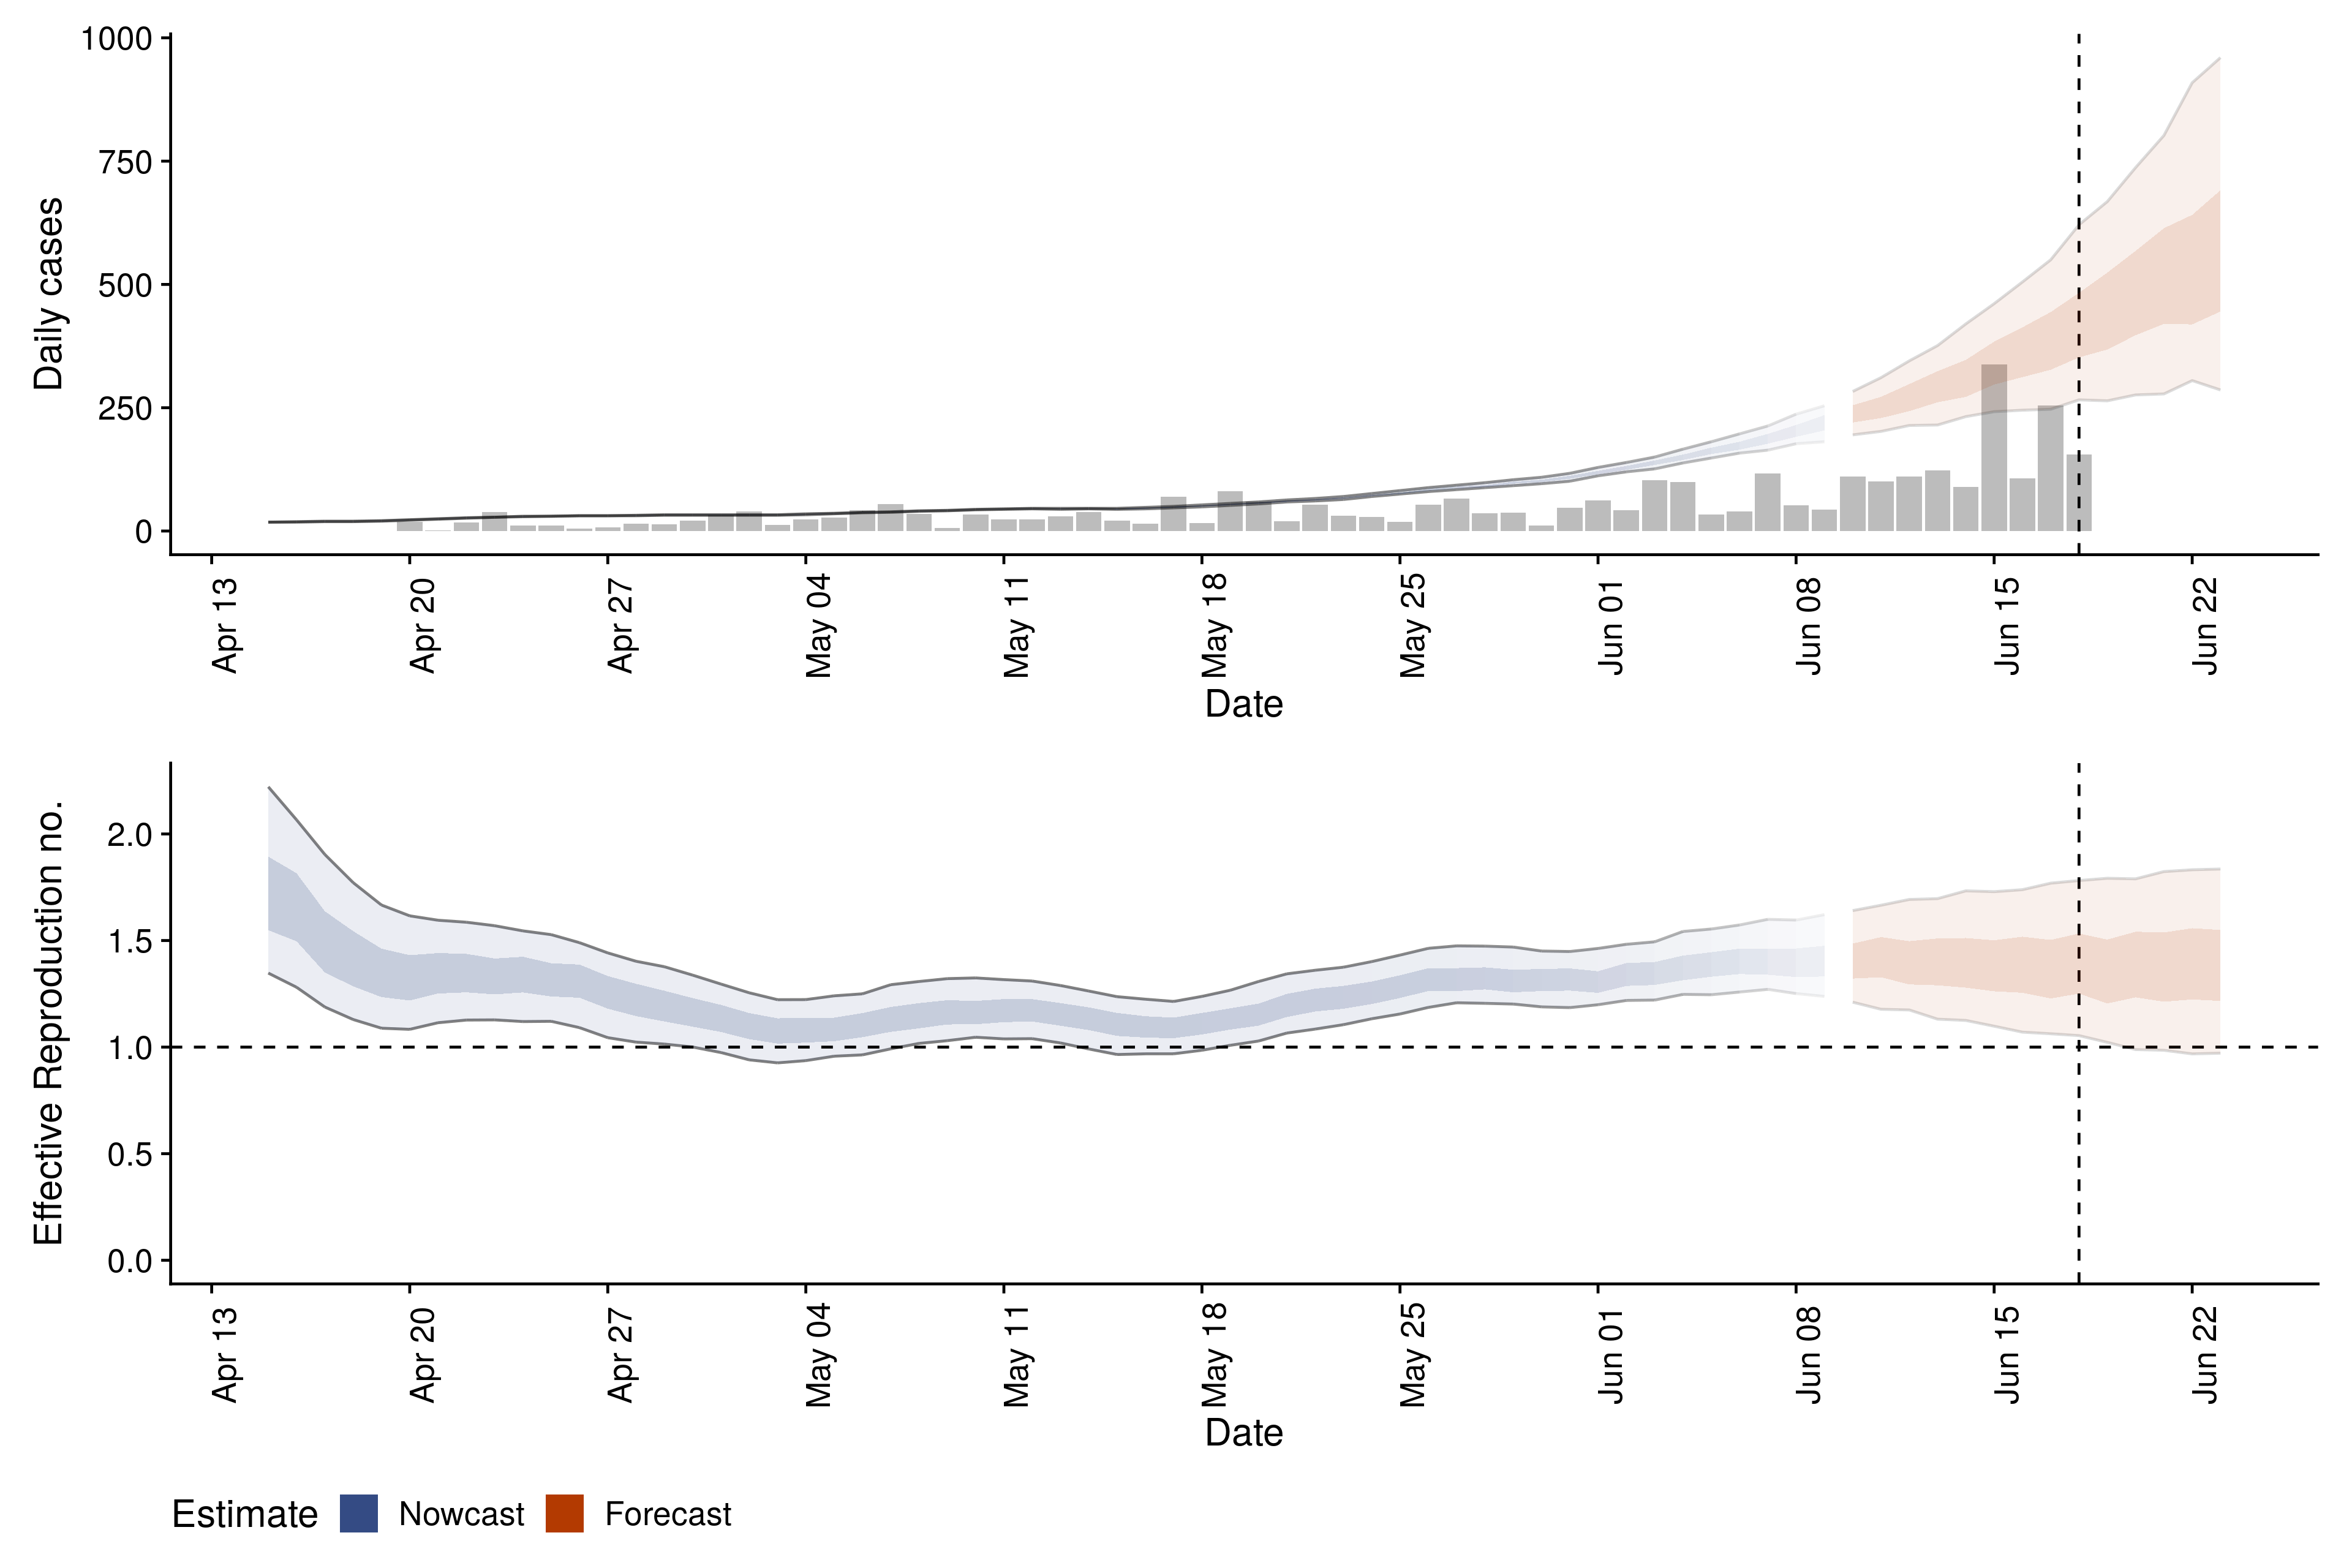 1000
750
500
250
0
Daily cases
Apr 13
Apr 20
Apr 27
May 04
May 11
May 18
May 25
Jun 01
Jun 08
Jun 15
Jun 22
Date
2.0
1.5
1.0
0.5
0.0
Effective Reproduction no.
Apr 13
Apr 20
Apr 27
May 04
May 11
May 18
May 25
Jun 01
Jun 08
Jun 15
Jun 22
Date
Estimate Nowcast Forecast